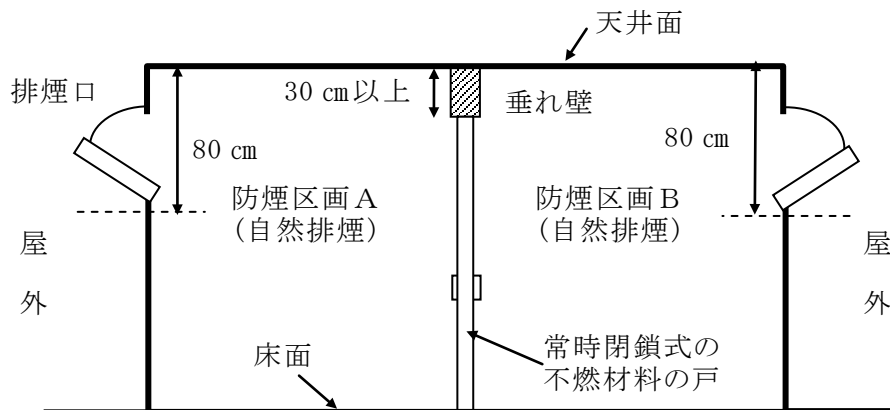 天井面
排煙口
30 cm以上
垂れ壁
80 cm
80 cm
防煙区画A
(自然排煙)
防煙区画B
(自然排煙)
屋外
屋外
床面
常時閉鎖式の
不燃材料の戸